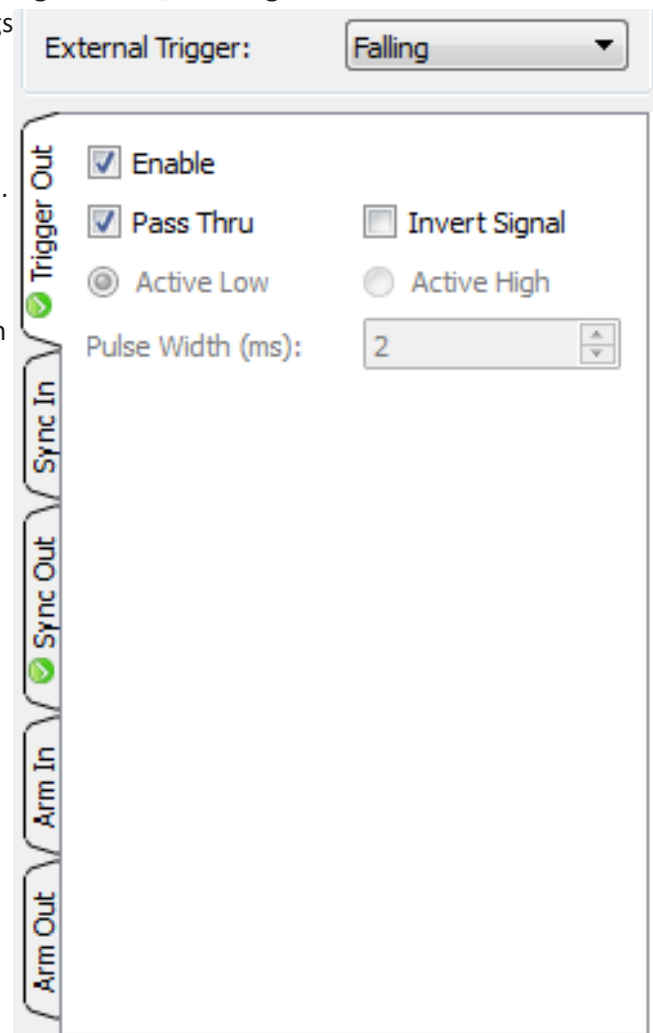 External Trigger: Falling
Enable
Pass Thru Invert Signal
Active Low Active High
Pulse Width (ms): 2
Trigger Out
Sync In
Sync Out
Arm In
Arm Out